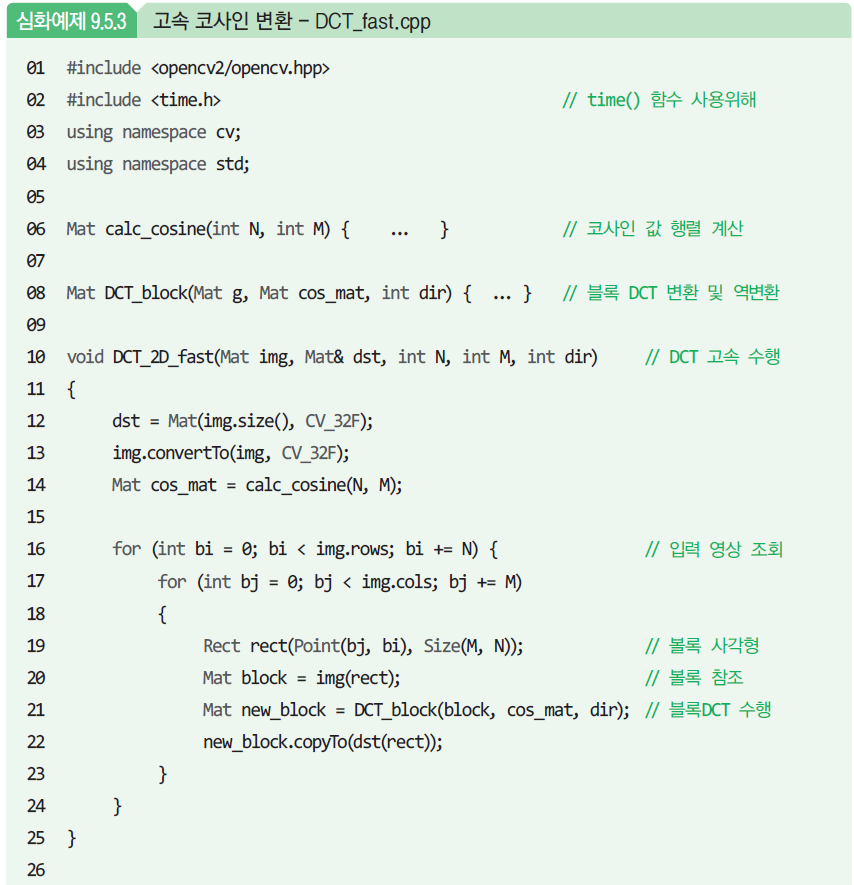 심화예제 9.5.3 고속 코사인 변환 – DCT_fast.cpp
01 #include <opencv2/opencv.hpp>
02 #include <time.h> // time() 함수 사용위해
03 using namespace cv;
04 using namespace std;
05
06 Mat calc_cosine(int N, int M) { ... } // 코사인 값 행렬 계산
07
08 Mat DCT_block(Mat g, Mat cos_mat, int dir) { ... } // 블록 DCT 변환 및 역변환
09
10 void DCT_2D_fast(Mat img, Mat& dst, int N, int M, int dir) // DCT 고속 수행
11 {
12 dst = Mat(img.size(), CV_32F);
13 img.convertTo(img, CV_32F);
14 Mat cos_mat = calc_cosine(N, M);
15
16 for (int bi = 0; bi < img.rows; bi += N) { // 입력 영상 조회
17 for (int bj = 0; bj < img.cols; bj += M)
18 {
19 Rect rect(Point(bj, bi), Size(M, N)); // 볼록 사각형
20 Mat block = img(rect); // 볼록 참조
21 Mat new_block = DCT_block(block, cos_mat, dir); // 블록DCT 수행
22 new_block.copyTo(dst(rect));
23 }
24 }
25 }
26